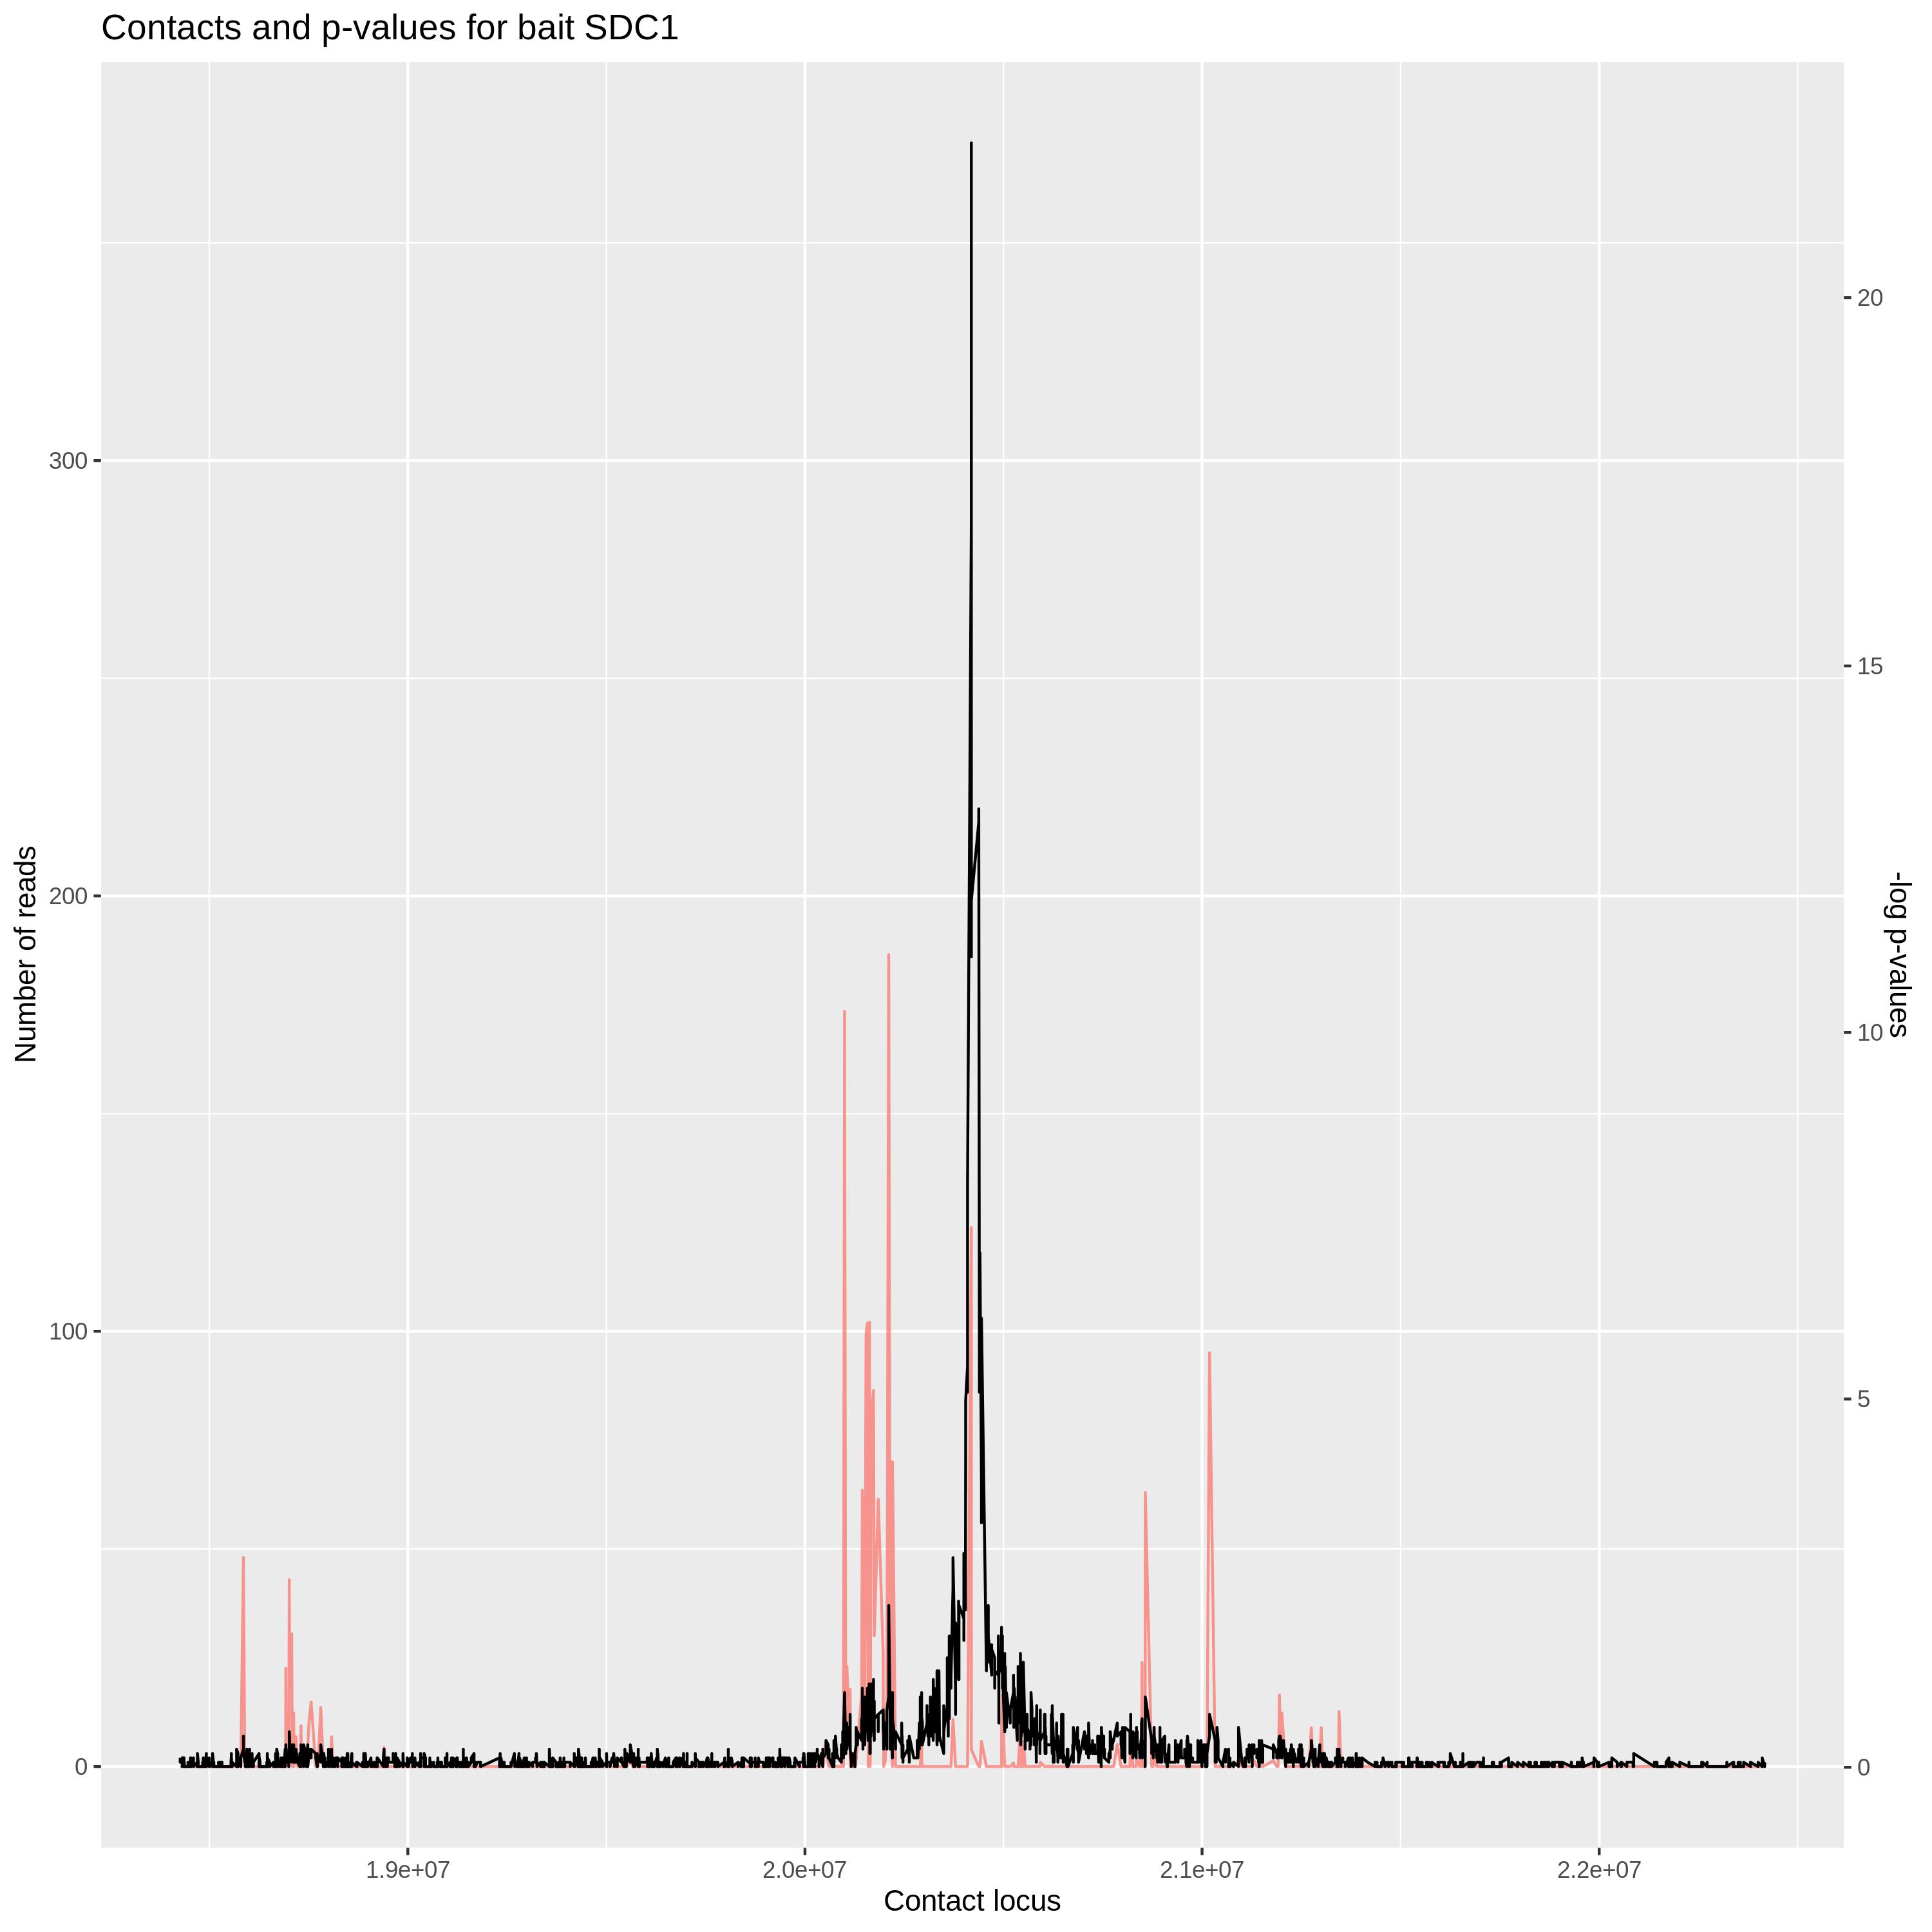 Contacts and p-values for bait SDC1
Number of reads
300
200
100
0
20
15
10
5
0
-log p-values
1.9e+07
2.0e+07
2.1e+07
2.2e+07
Contact locus